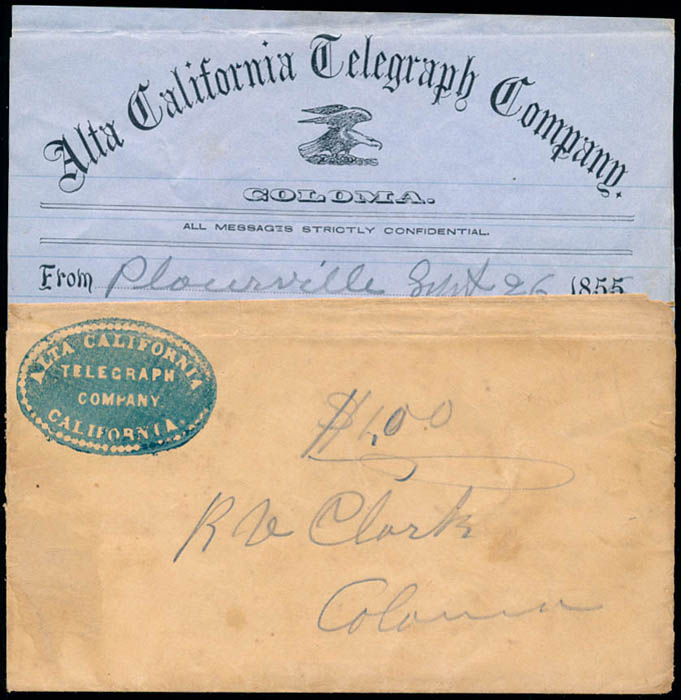 Alta California Telegraph Company.
COLOMA.
ALL MESSAGES STRICTLY CONFIDENTIAL.
From Placerville Sept 26 1855
ALTA CALIFORNIA
TELEGRAPH
COMPANY
CALIFORNIA.
$1,00
R W Clark
Coloma